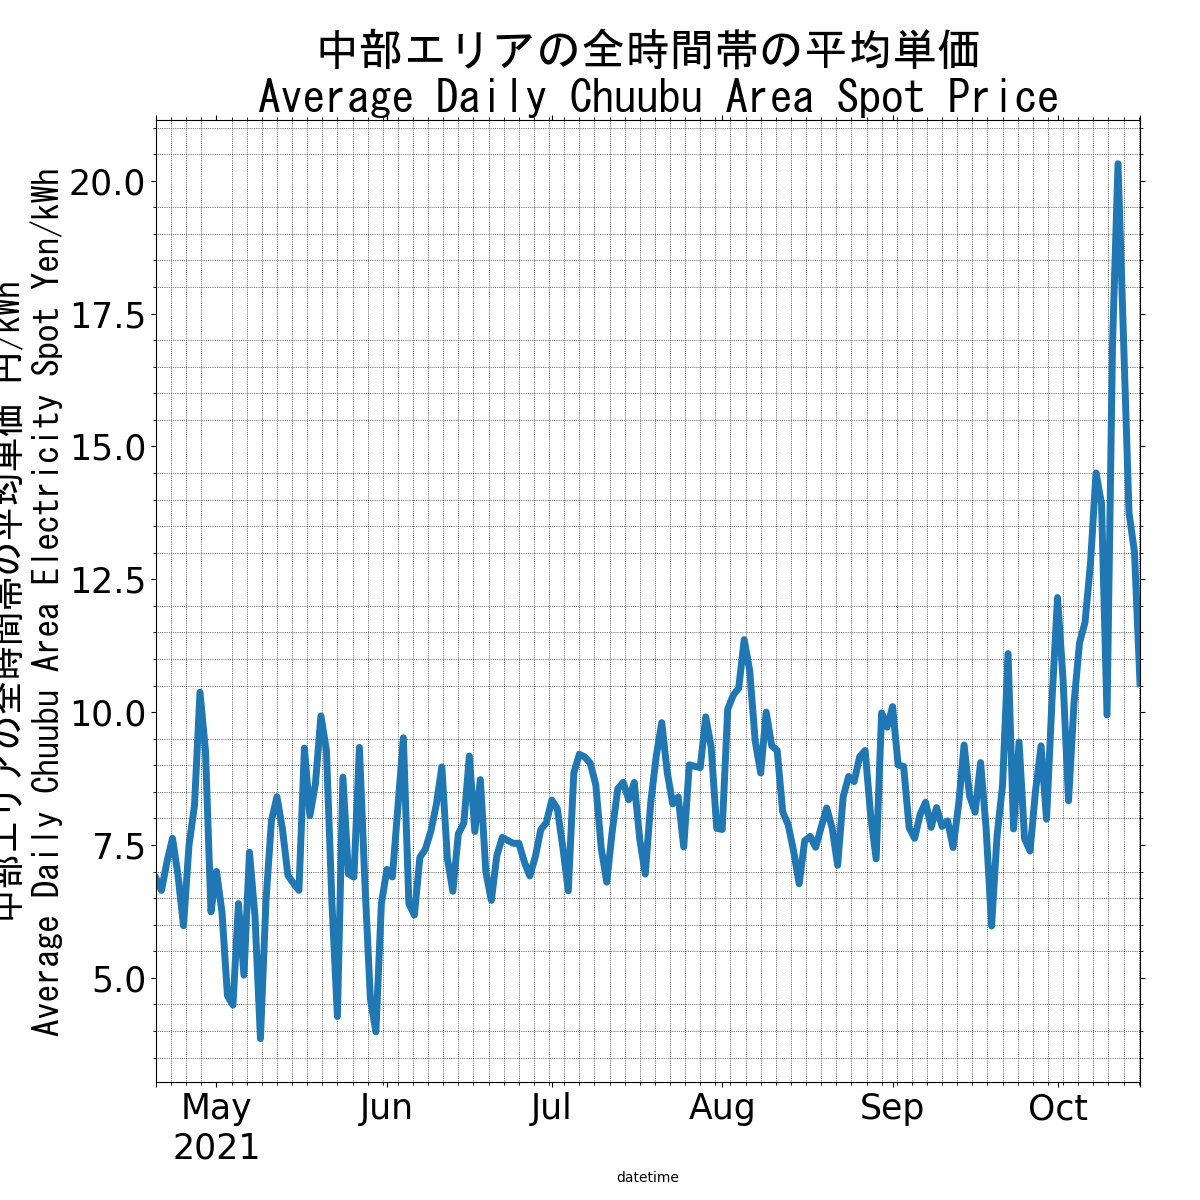 中部エリアの全時間帯の平均単価
Average Daily Chuubu Area Spot Price
中部エリアの全時間帯の平均単価 円/kWh
Average Daily Chuubu Area Electricity Spot Yen/kWh
20.0
17.5
15.0
12.5
10.0
7.5
5.0
May Jun Jul Aug Sep Oct
2021
datetime